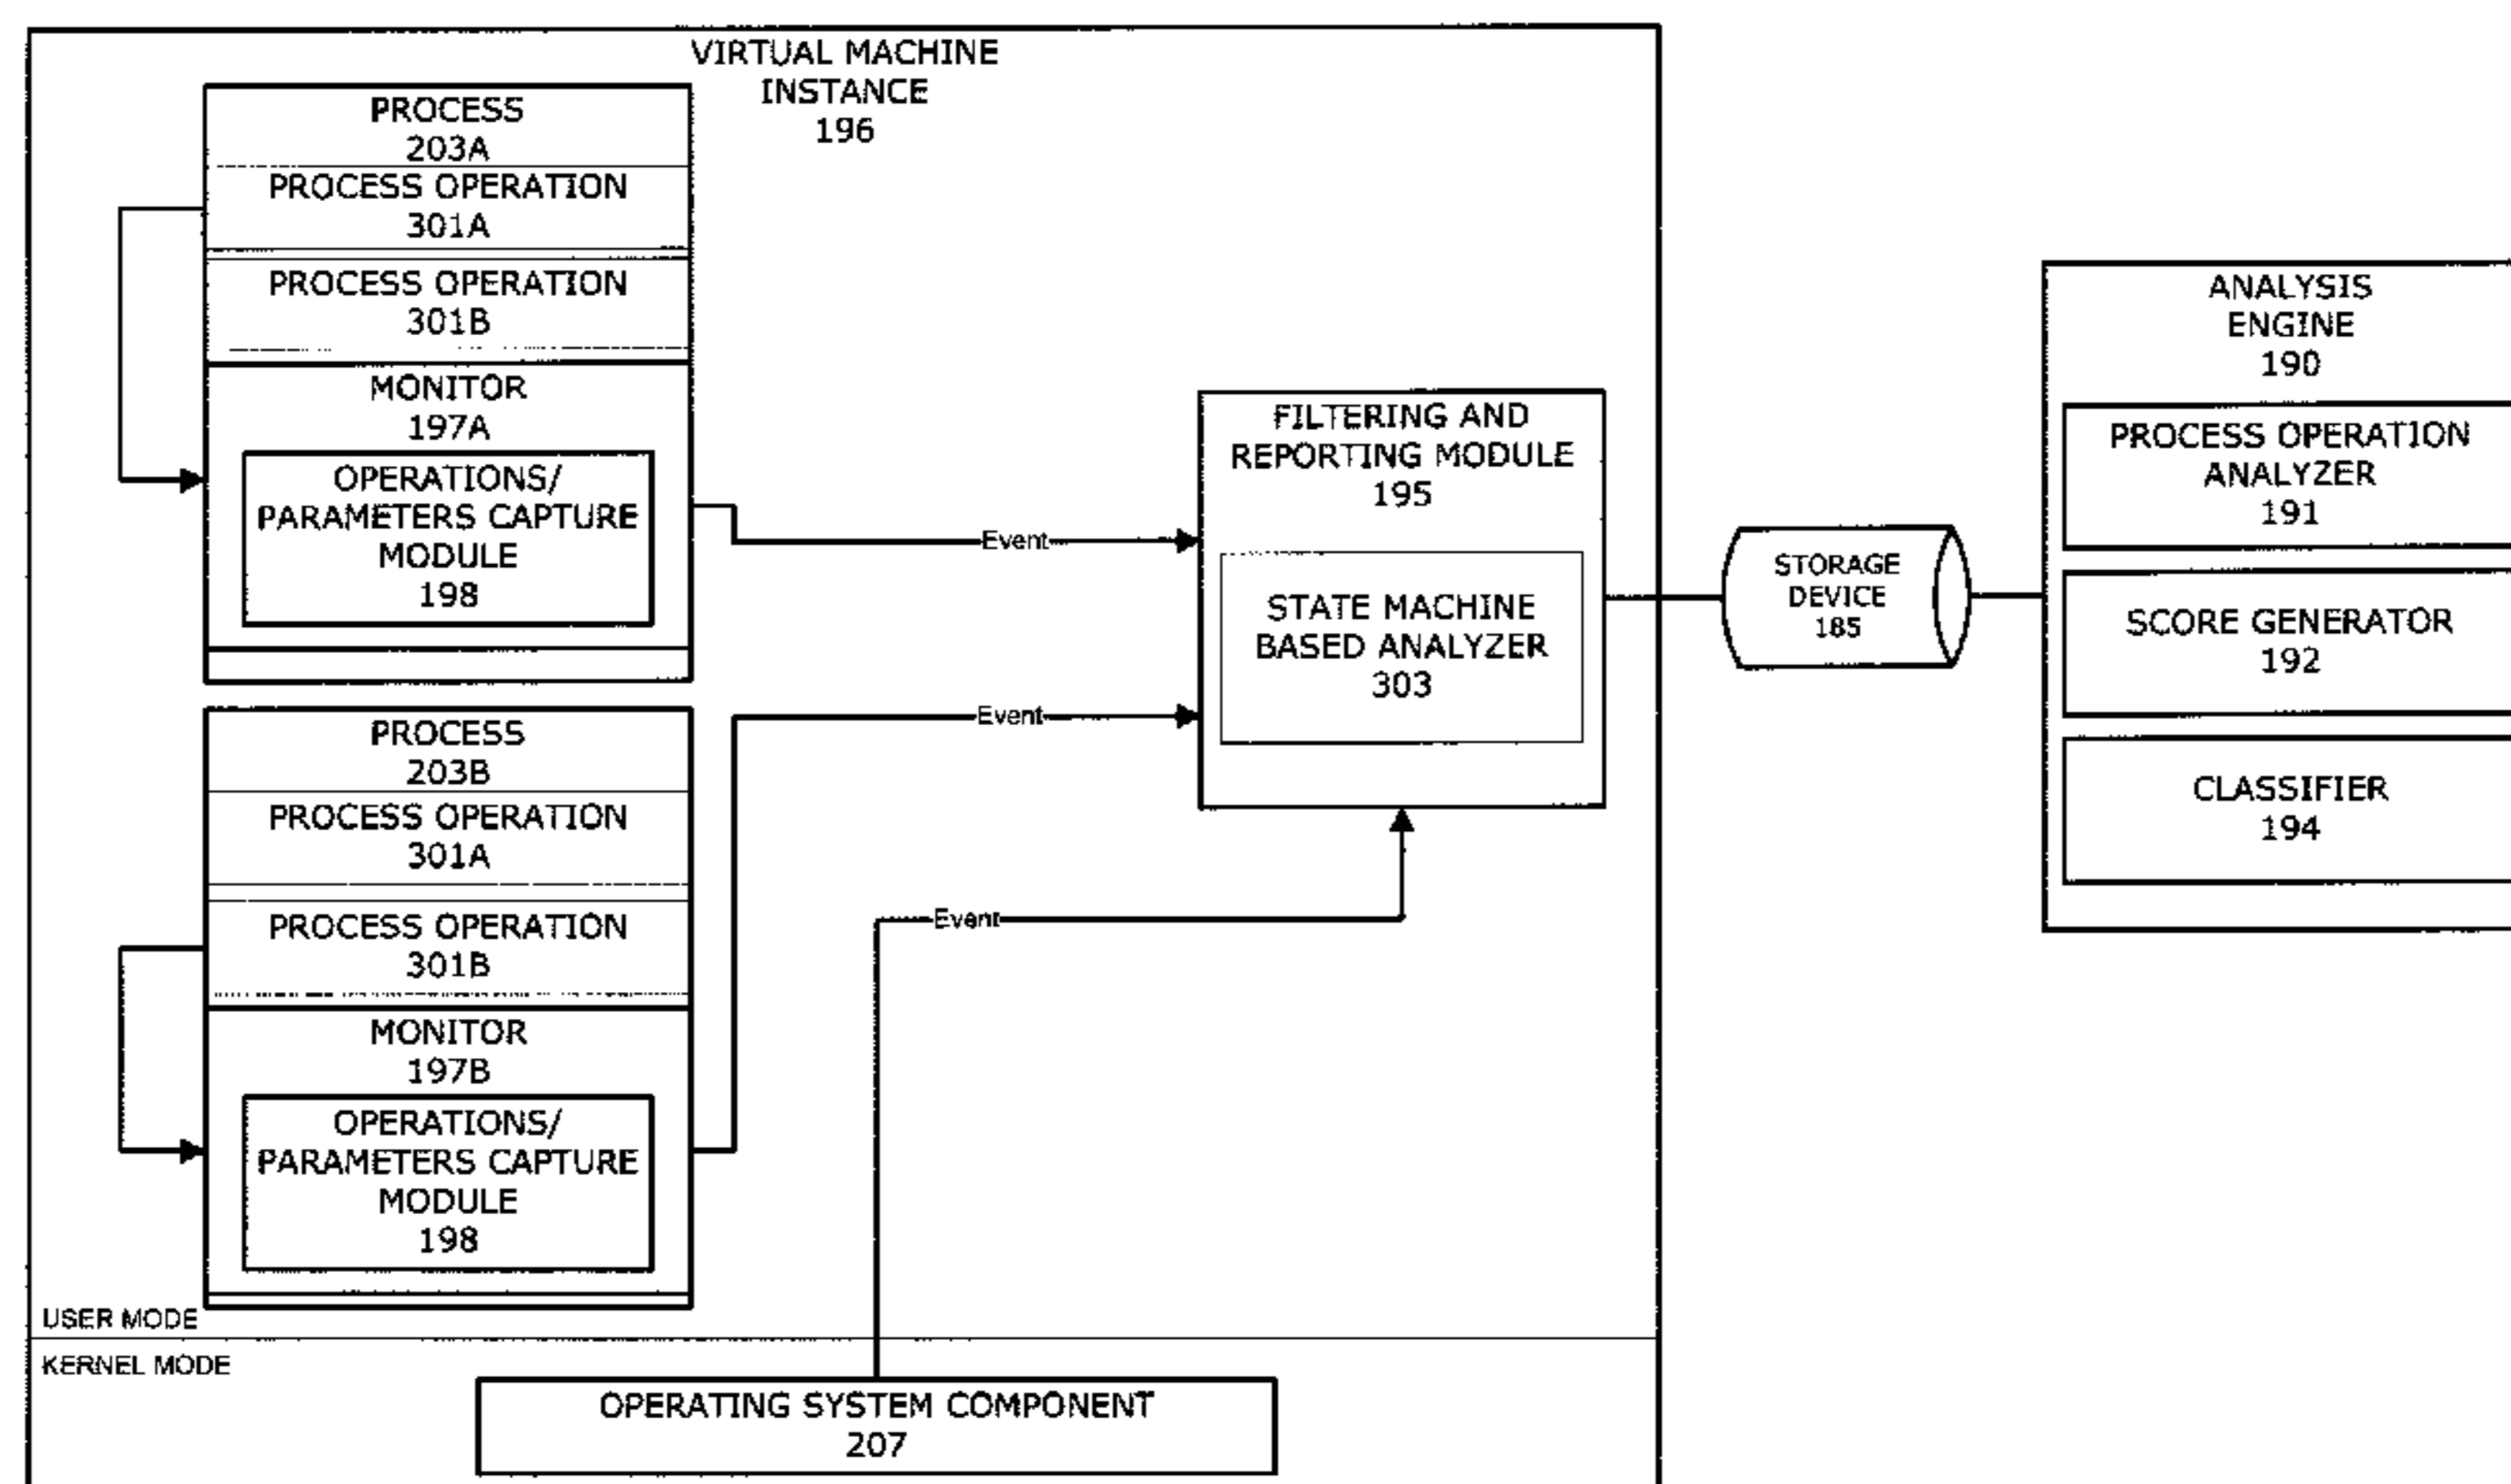 VIRTUAL MACHINE
INSTANCE
196
PROCESS
203A
PROCESS OPERATION
301A
PROCESS OPERATION
301B
MONITOR
197A
OPERATIONS/
PARAMETERS CAPTURE
MODULE
198
Event
PROCESS
203B
PROCESS OPERATION
301A
PROCESS OPERATION
301B
MONITOR
197B
OPERATIONS/
PARAMETERS CAPTURE
MODULE
198
Event
Event
FILTERING AND
REPORTING MODULE
195
STATE MACHINE
BASED ANALYZER
303
STORAGE
DEVICE
185
ANALYSIS
ENGINE
190
PROCESS OPERATION
ANALYZER
191
SCORE GENERATOR
192
CLASSIFIER
194
USER MODE
KERNEL MODE
OPERATING SYSTEM COMPONENT
207